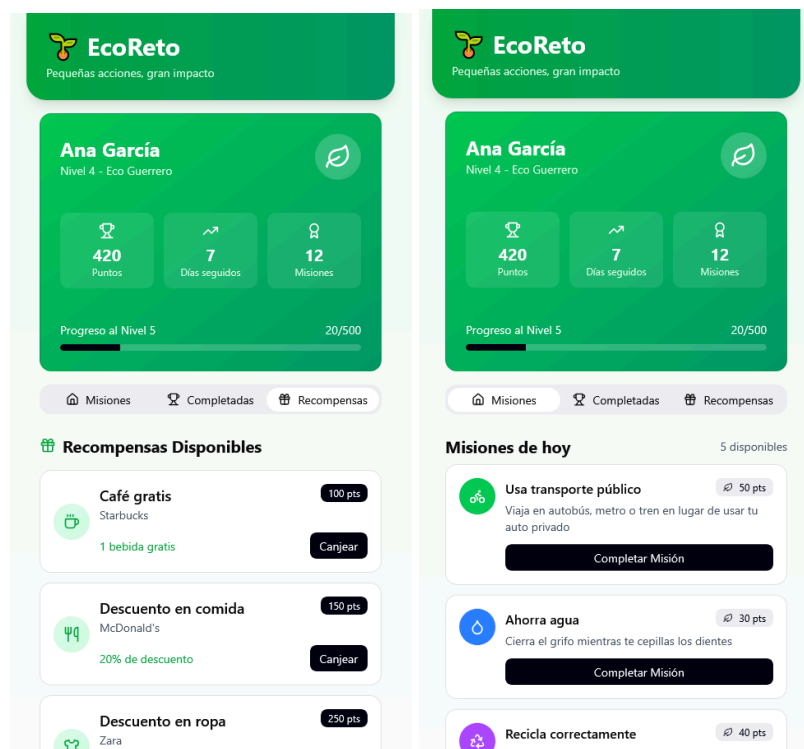 EcoReto
Pequeñas acciones, gran impacto
Ana García
Nivel 4 - Eco Guerrero
420
Puntos
7
Días seguidos
12
Misiones
Progreso al Nivel 5
20/500
Misiones
Completadas
Recompensas
Recompensas Disponibles
Café gratis
100 pts
Starbucks
1 bebida gratis
Canjear
Descuento en comida
150 pts
McDonald's
20% de descuento
Canjear
Descuento en ropa
250 pts
Zara
EcoReto
Pequeñas acciones, gran impacto
Ana García
Nivel 4 - Eco Guerrero
420
Puntos
7
Días seguidos
12
Misiones
Progreso al Nivel 5
20/500
Misiones
Completadas
Recompensas
Misiones de hoy
5 disponibles
Usa transporte público
50 pts
Viaja en autobús, metro o tren en lugar de usar tu
auto privado
Completar Misión
Ahorra agua
30 pts
Cierra el grifo mientras te cepillas los dientes
Completar Misión
Recicla correctamente
40 pts